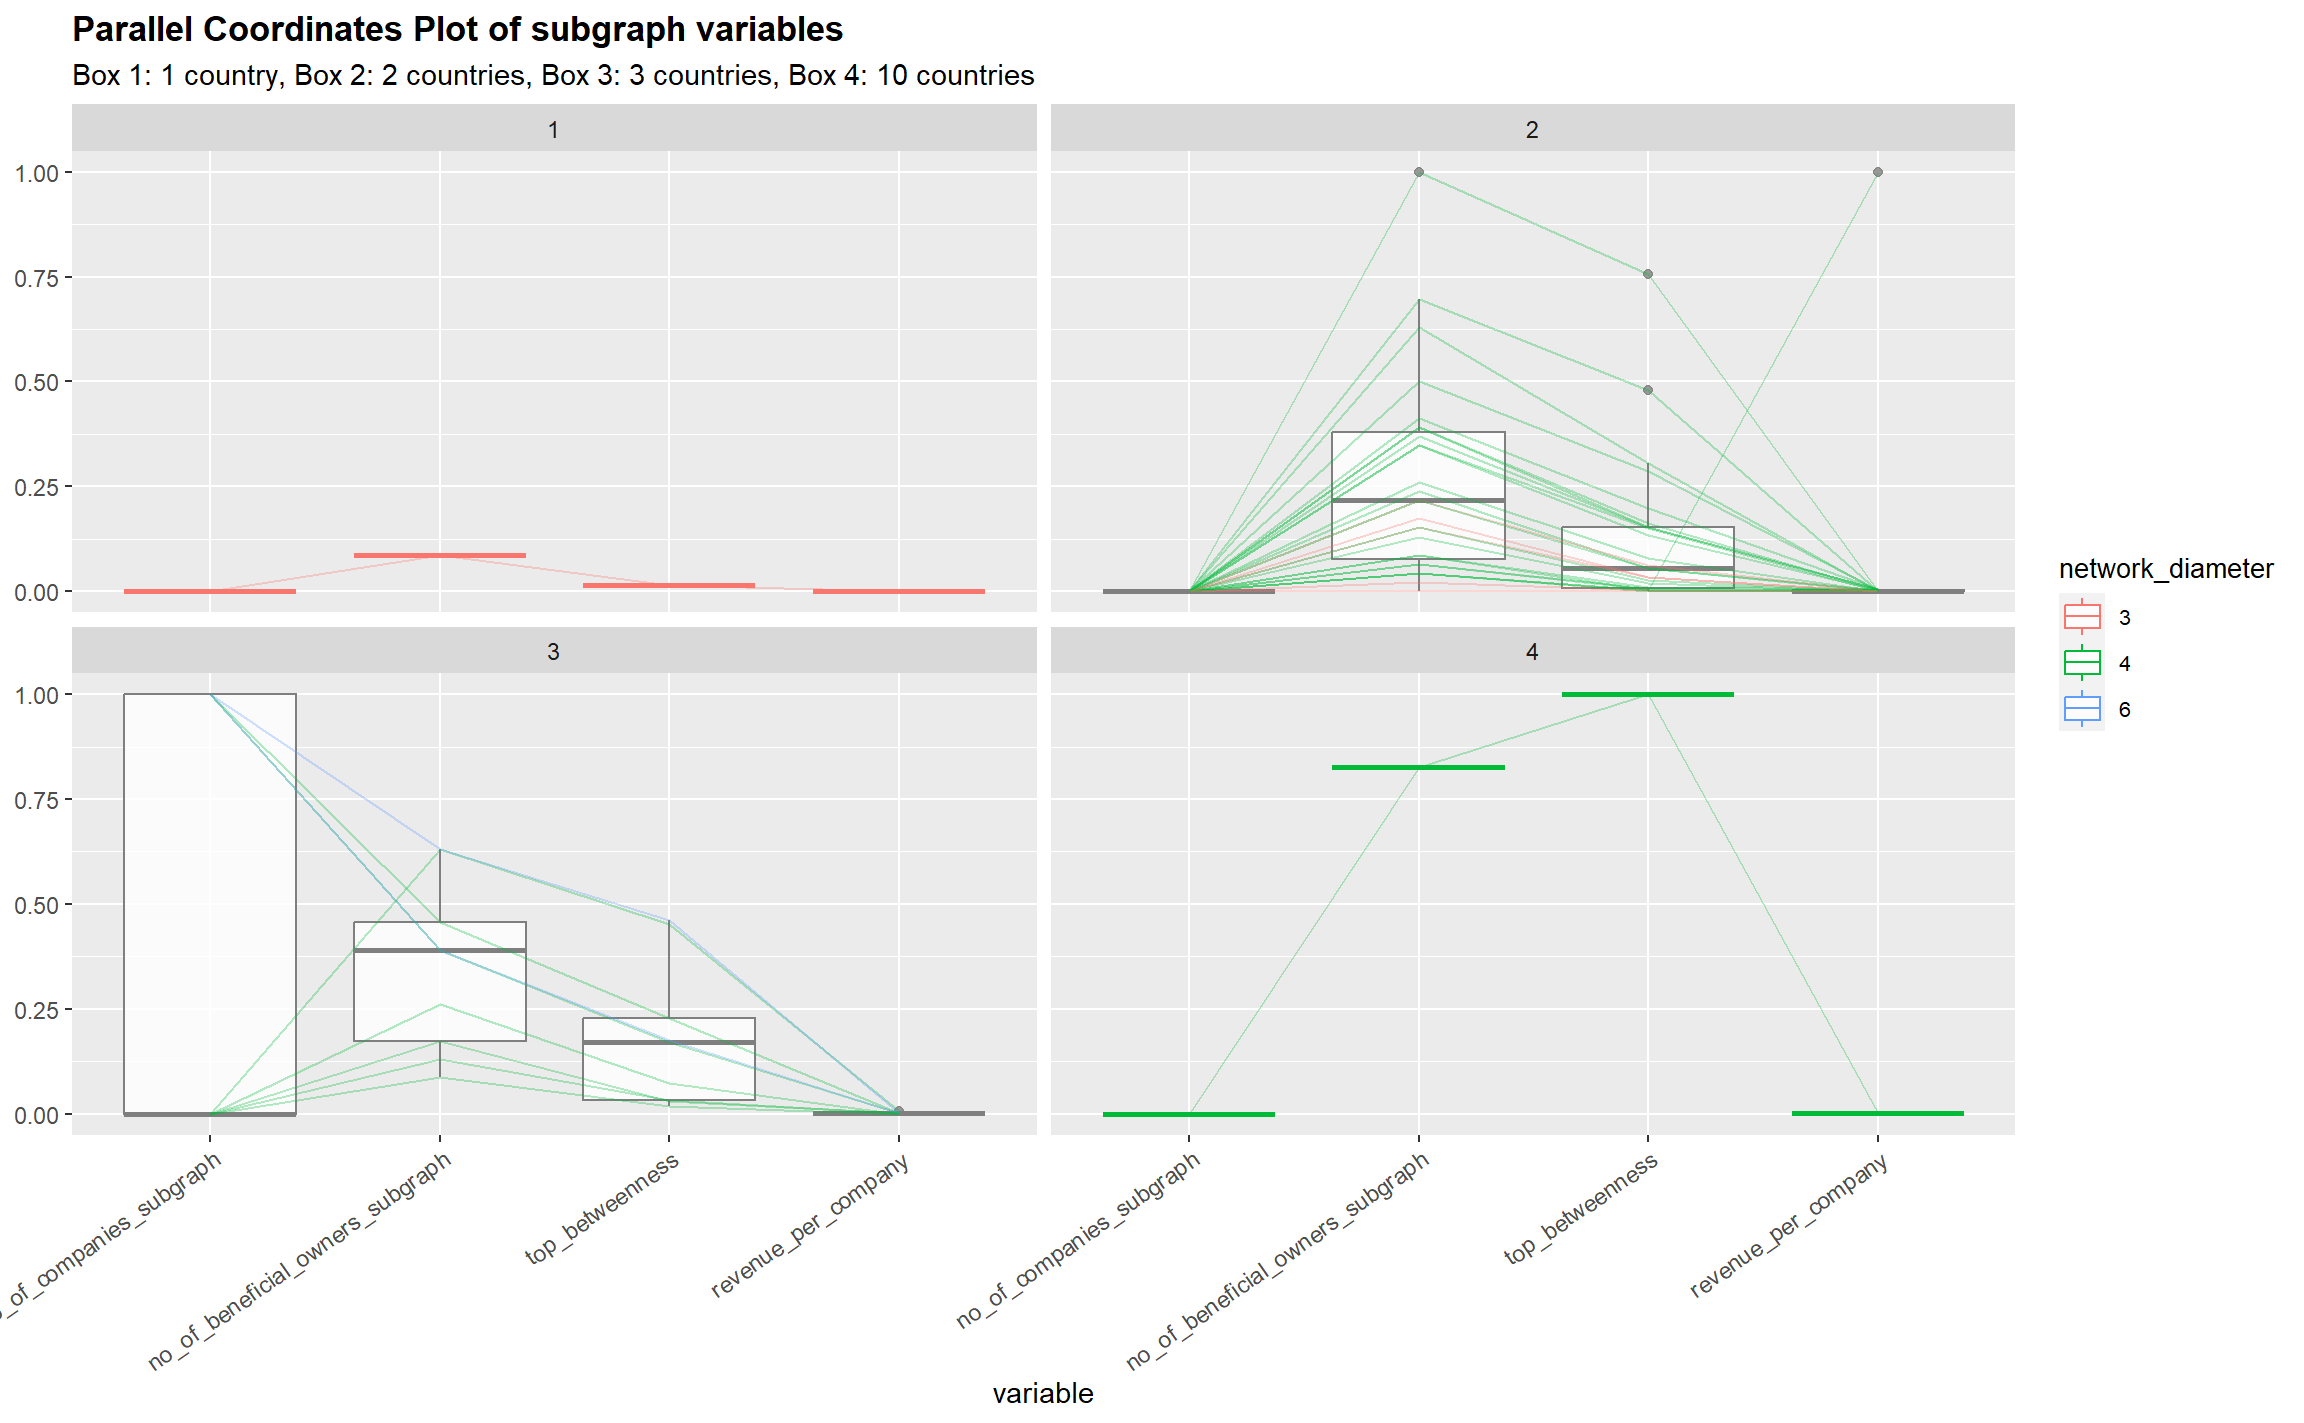 Parallel Coordinates Plot of subgraph variables
Box 1: 1 country, Box 2: 2 countries, Box 3: 3 countries, Box 4: 10 countries
1
2
1.00
0.75
0.50
0.25
0.00
3
4
1.00
0.75
0.50
0.25
0.00
_of_companies_subgraph
no_of_beneficial_owners_subgraph
top_betweenness
revenue_per_company
no_of_companies_subgraph
no_of_beneficial_owners_subgraph
top_betweenness
revenue_per_company
variable
network_diameter
3
4
6